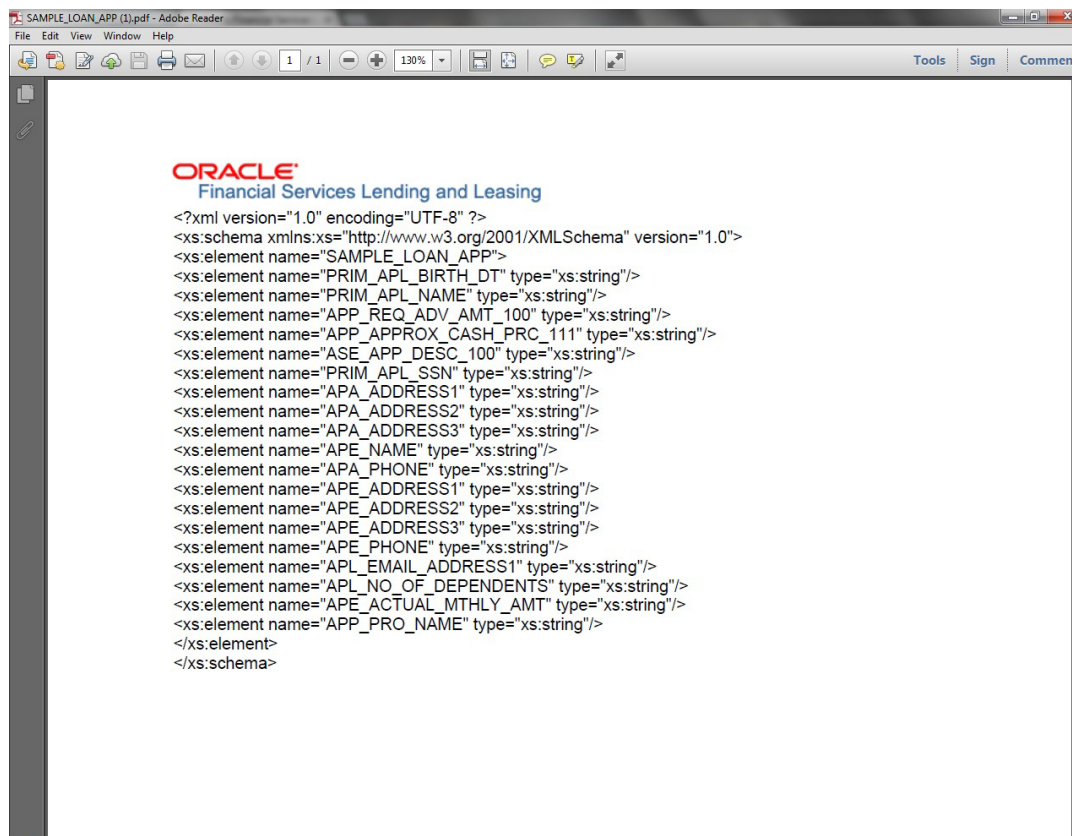 SAMPLE_LOAN_APP (1).pdf - Adobe Reader
File Edit View Window Help
1 / 1 130% Tools Sign Commen
ORACLE
Financial Services Lending and Leasing
<?xml version="1.0" encoding="UTF-8" ?>
<xs:schema xmlns:xs="http://www.w3.org/2001/XMLSchema" version="1.0">
<xs:element name="SAMPLE_LOAN_APP">
<xs:element name="PRIM_APL_BIRTH_DT" type="xs:string"/>
<xs:element name="PRIM_APL_NAME" type="xs:string"/>
<xs:element name="APP_REQ_ADV_AMT_100" type="xs:string"/>
<xs:element name="APP_APPROX_CASH_PRC_111" type="xs:string"/>
<xs:element name="ASE_APP_DESC_100" type="xs:string"/>
<xs:element name="PRIM_APL_SSN" type="xs:string"/>
<xs:element name="APA_ADDRESS1" type="xs:string"/>
<xs:element name="APA_ADDRESS2" type="xs:string"/>
<xs:element name="APA_ADDRESS3" type="xs:string"/>
<xs:element name="APE_NAME" type="xs:string"/>
<xs:element name="APA_PHONE" type="xs:string"/>
<xs:element name="APE_ADDRESS1" type="xs:string"/>
<xs:element name="APE_ADDRESS2" type="xs:string"/>
<xs:element name="APE_ADDRESS3" type="xs:string"/>
<xs:element name="APE_PHONE" type="xs:string"/>
<xs:element name="APL_EMAIL_ADDRESS1" type="xs:string"/>
<xs:element name="APL_NO_OF_DEPENDENTS" type="xs:string"/>
<xs:element name="APE_ACTUAL_MTHLY_AMT" type="xs:string"/>
<xs:element name="APP_PRO_NAME" type="xs:string"/>
</xs:element>
</xs:schema>